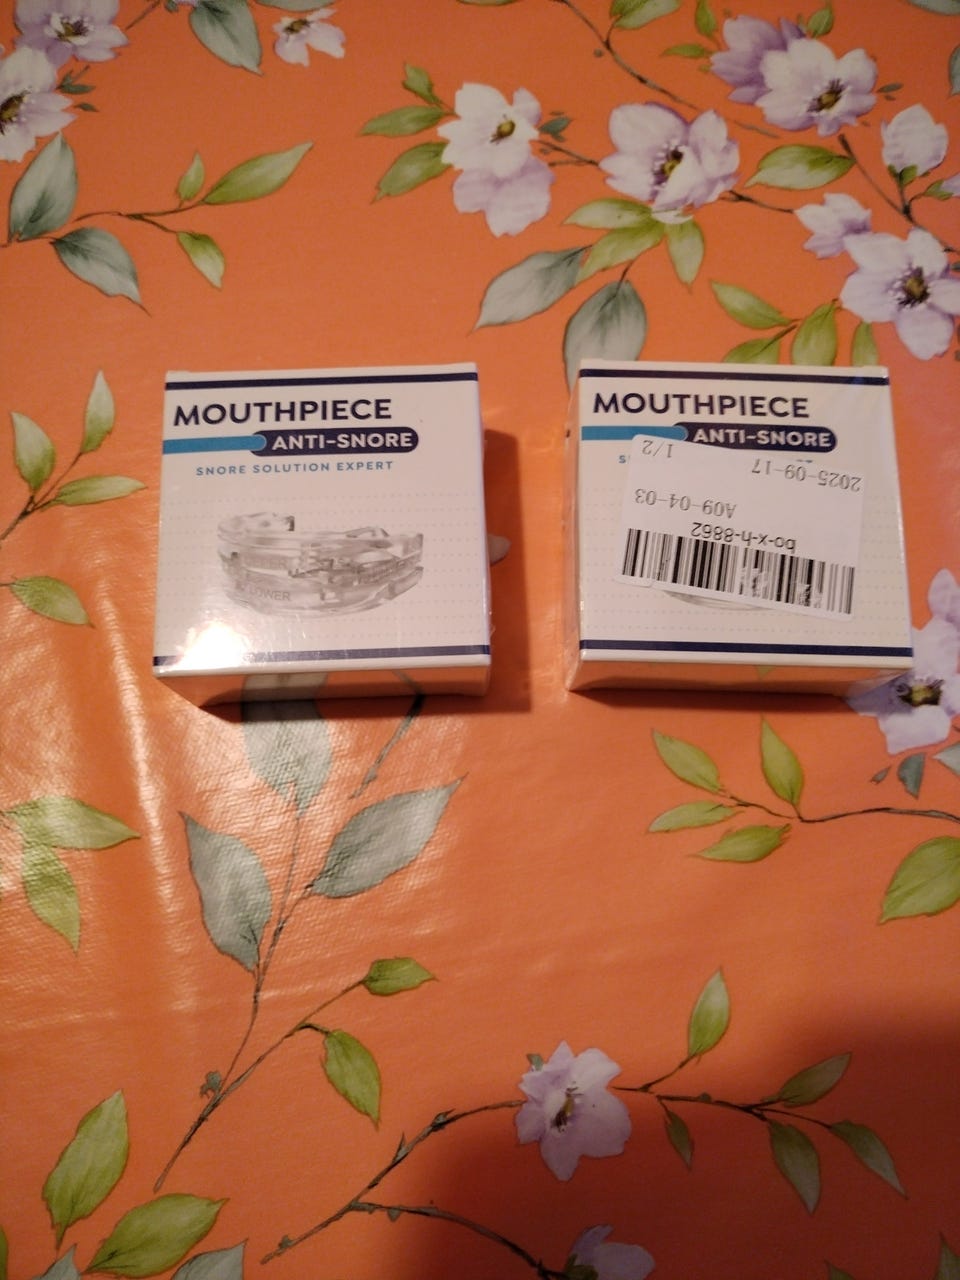 MOUTHPIECE
ANTI-SNORE
SNORE SOLUTION EXPERT
LOWER
MOUTHPIECE
ANTI-SNORE
S
bo-x-h-8862
A09-04-03
2025-09-17 1/2